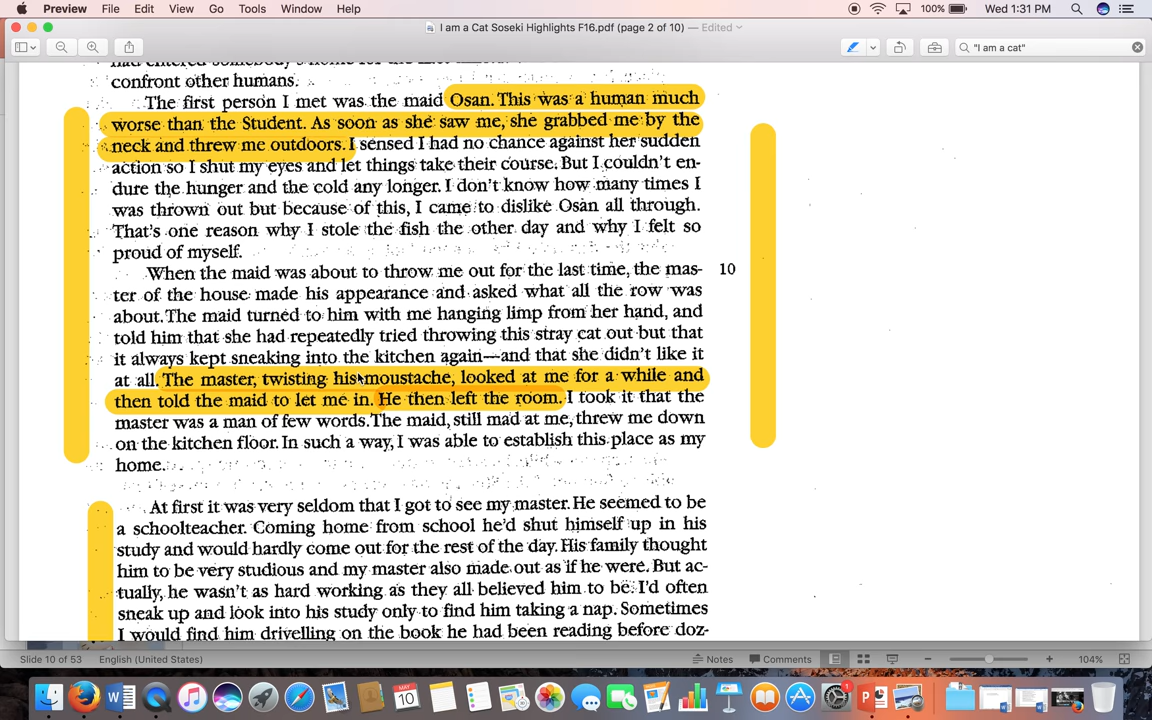 Preview File Edit View Go Tools Window Help 100% Wed 1:31 PM
I am a Cat Soseki Highlights F16.pdf (page 2 of 10) — Edited
"I am a cat"
confront other humans.
The first person I met was the maid Osan. This was a human much
worse than the Student. As soon as she saw me, she grabbed me by the
neck and threw me outdoors. I sensed I had no chance against her sudden
action so I shut my eyes and let things take their course. But I couldn't en-
dure the hunger and the cold any longer. I don't know how many times I
was thrown out but because of this, I came to dislike Osan all through.
That's one reason why I stole the fish the other day and why I felt so
proud of myself.
When the maid was about to throw me out for the last time, the mas- 10
ter of the house made his appearance and asked what all the row was
about. The maid turned to him with me hanging limp from her hand, and
told him that she had repeatedly tried throwing this stray cat out but that
it always kept sneaking into the kitchen again—and that she didn't like it
at all. The master, twisting his moustache, looked at me for a while and
then told the maid to let me in. He then left the room. I took it that the
master was a man of few words. The maid, still mad at me, threw me down
on the kitchen floor. In such a way, I was able to establish this place as my
home.
At first it was very seldom that I got to see my master. He seemed to be
a schoolteacher. Coming home from school he'd shut himself up in his
study and would hardly come out for the rest of the day. His family thought
him to be very studious and my master also made out as if he were. But ac-
tually, he wasn't as hard working as they all believed him to be. I'd often
sneak up and look into his study only to find him taking a nap. Sometimes
I would find him drivelling on the book he had been reading before doz-
Slide 10 of 53 English (United States) Notes Comments 104%
MAY
10
1